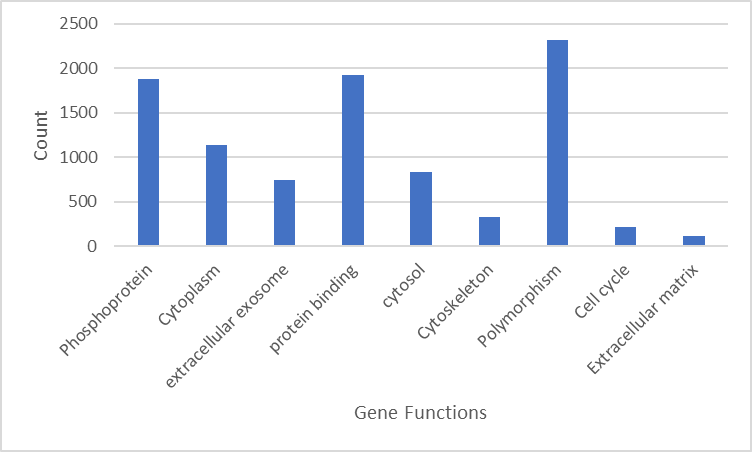 2500
2000
1500
1000
500
0
Count
Phosphoprotein
Cytoplasm
extracellular exosome
protein binding
cytosol
Cytoskeleton
Polymorphism
Cell cycle
Extracellular matrix
Gene Functions